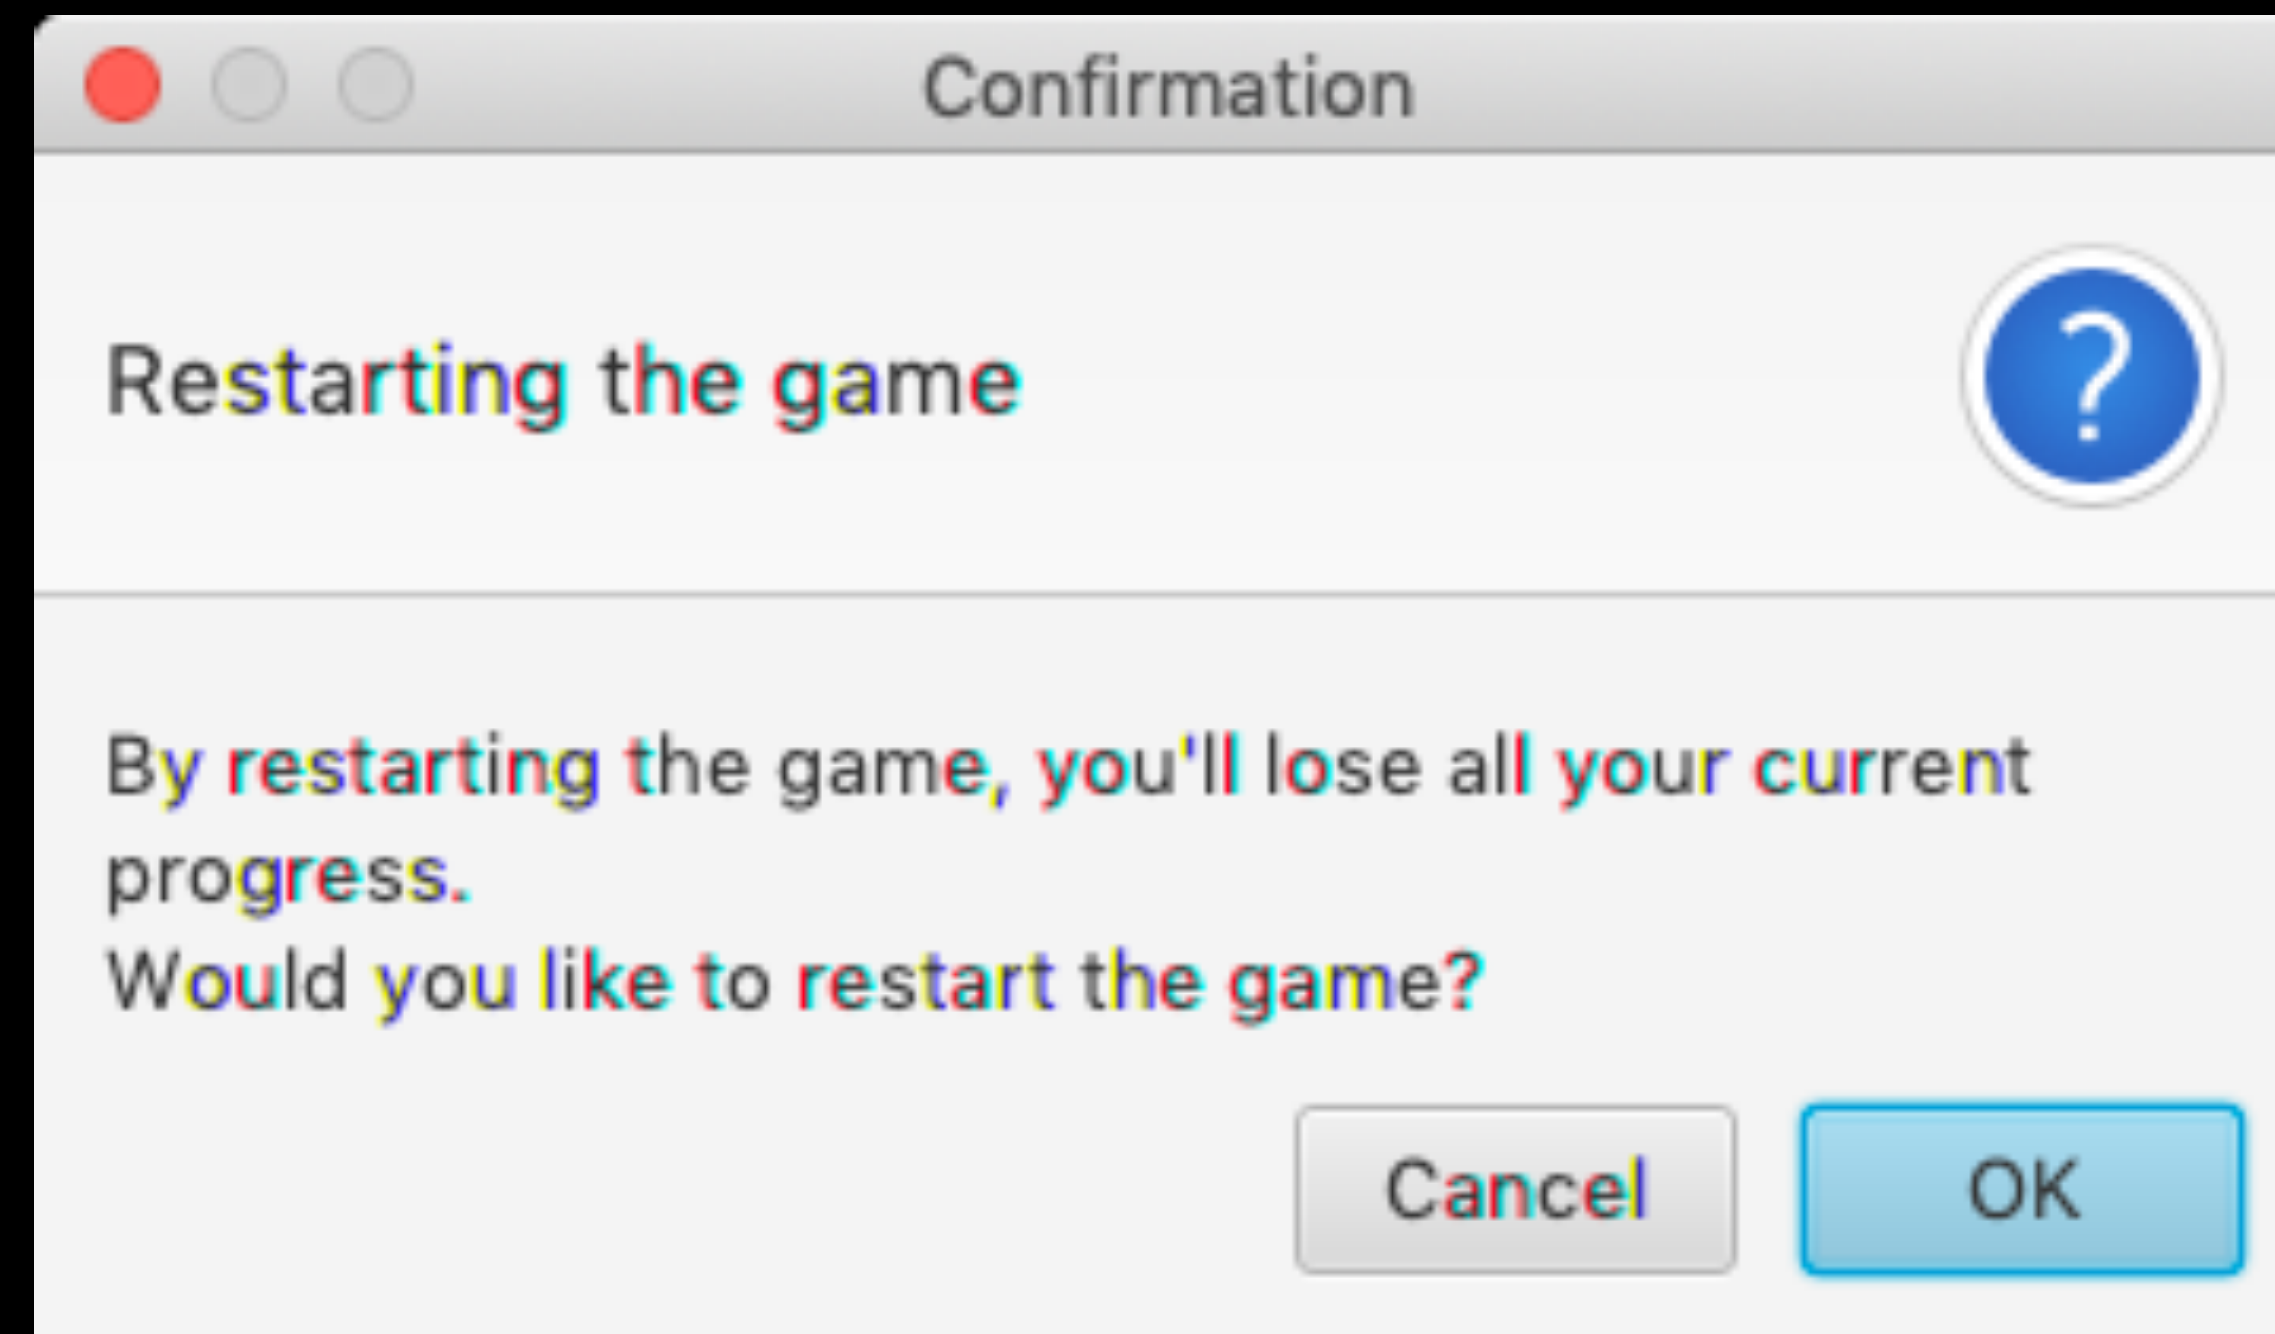 Confirmation
Restarting the game
?
By restarting the game, you'll lose all your current
progress.
Would you like to restart the game?
Cancel
OK